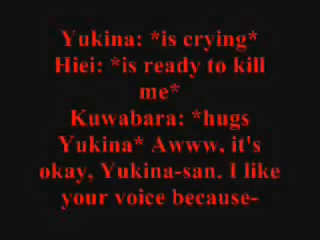 Yukina: *is crying*
Hiei: *is ready to kill
me*
Kuwabara: *hugs
Yukina* Awww, it's
okay, Yukina-san. I like
your voice because-